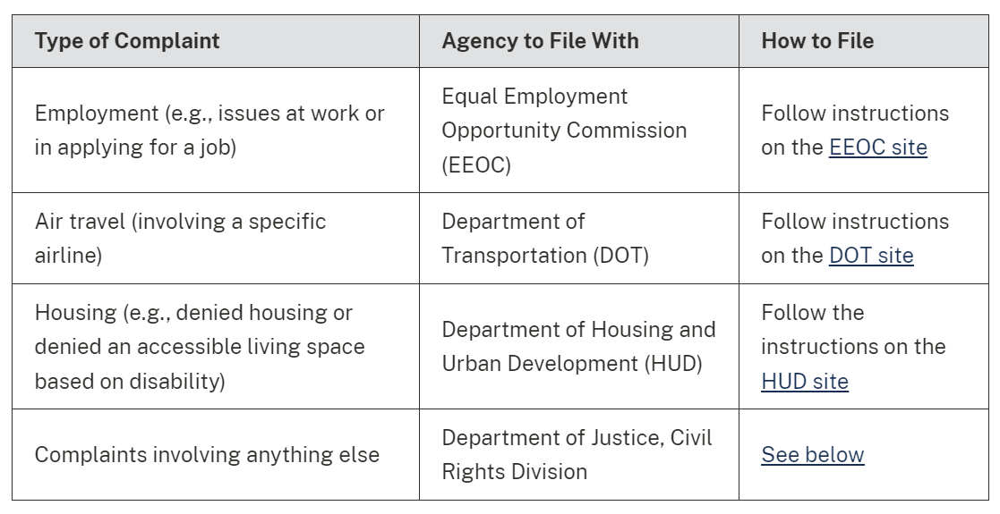 Type of Complaint
Agency to File With
How to File
Employment (e.g., issues at work or
in applying for a job)
Equal Employment
Opportunity Commission
(EEOC)
Follow instructions
on the EEOC site
Air travel (involving a specific
airline)
Department of
Transportation (DOT)
Follow instructions
on the DOT site
Housing (e.g., denied housing or
denied an accessible living space
based on disability)
Department of Housing and
Urban Development (HUD)
Follow the
instructions on the
HUD site
Complaints involving anything else
Department of Justice, Civil
Rights Division
See below